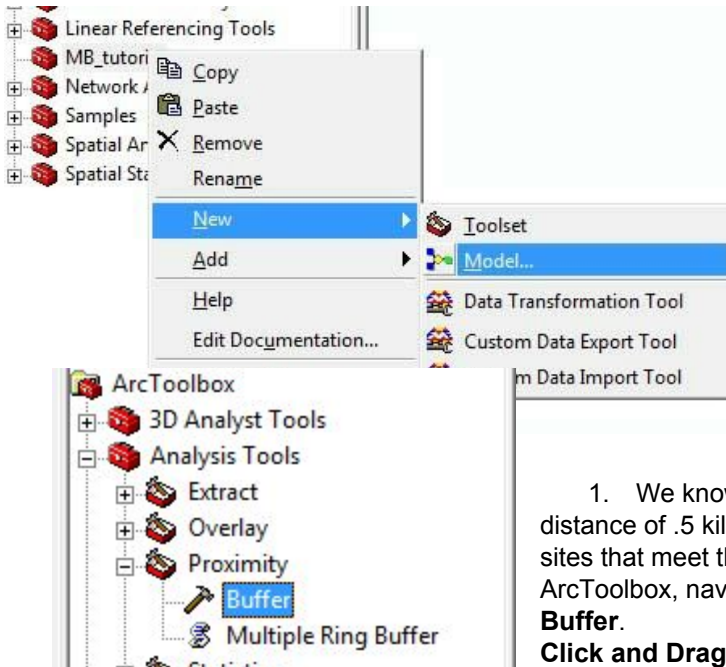 Linear Referencing Tools
MB_tutori
Network
Samples
Spatial An
Spatial Sta
Copy
Paste
Remove
Rename
New
Add
Help
Edit Documentation...
Toolset
Model...
Data Transformation Tool
Custom Data Export Tool
m Data Import Tool
ArcToolbox
3D Analyst Tools
Analysis Tools
Extract
Overlay
Proximity
Buffer
Multiple Ring Buffer
1. We know
distance of .5 kil
sites that meet th
ArcToolbox, nav
Buffer.
Click and Drag